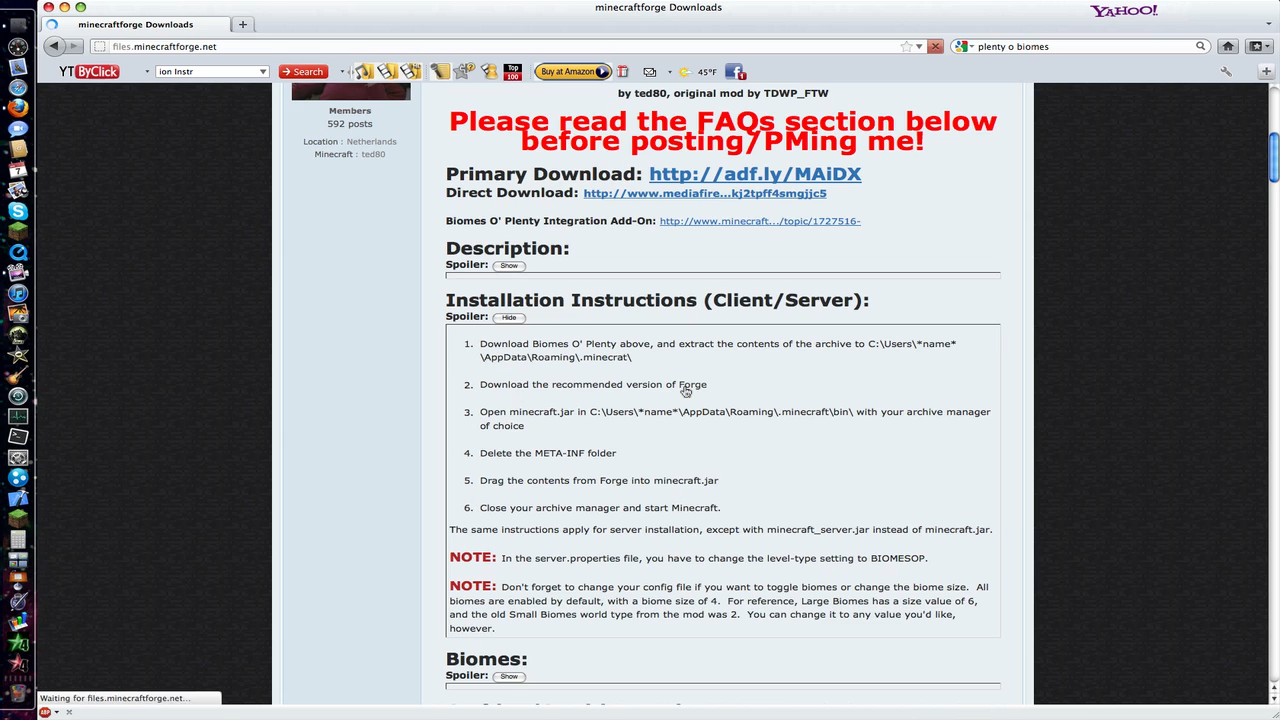 minecraftforge Downloads
minecraftforge Downloads
YAHOO!
files.minecraftforge.net
plenty o biomes
YT ByClick
ion Instr
Search
Top 100
Buy at Amazon
45°F
by ted80, original mod by TDWP_FTW
Members
592 posts
Location : Netherlands
Minecraft : ted80
Please read the FAQs section below
before posting/PMing me!
Primary Download: http://adf.ly/MAiDX
Direct Download: http://www.mediafire...kj2tpff4smgjjc5
Biomes O' Plenty Integration Add-On: http://www.minecraft.../topic/1727516-
Description:
Spoiler: Show
Installation Instructions (Client/Server):
Spoiler: Hide
1. Download Biomes O' Plenty above, and extract the contents of the archive to C:\Users\*name*
\AppData\Roaming\.minecrat\
2. Download the recommended version of Forge
3. Open minecraft.jar in C:\Users\*name*\AppData\Roaming\.minecraft\bin\ with your archive manager
of choice
4. Delete the META-INF folder
5. Drag the contents from Forge into minecraft.jar
6. Close your archive manager and start Minecraft.
The same instructions apply for server installation, except with minecraft_server.jar instead of minecraft.jar.
NOTE: In the server.properties file, you have to change the level-type setting to BIOMESOP.
NOTE: Don't forget to change your config file if you want to toggle biomes or change the biome size. All
biomes are enabled by default, with a biome size of 4. For reference, Large Biomes has a size value of 6,
and the old Small Biomes world type from the mod was 2. You can change it to any value you'd like,
however.
Biomes:
Spoiler: Show
Waiting for files.minecraftforge.net...
ABP